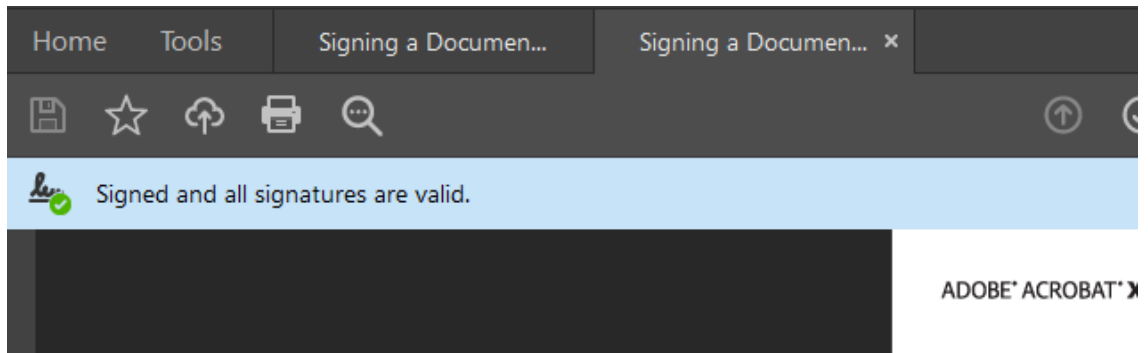 Home Tools Signing a Documen... Signing a Documen... ×
Signed and all signatures are valid.
ADOBE® ACROBAT® X